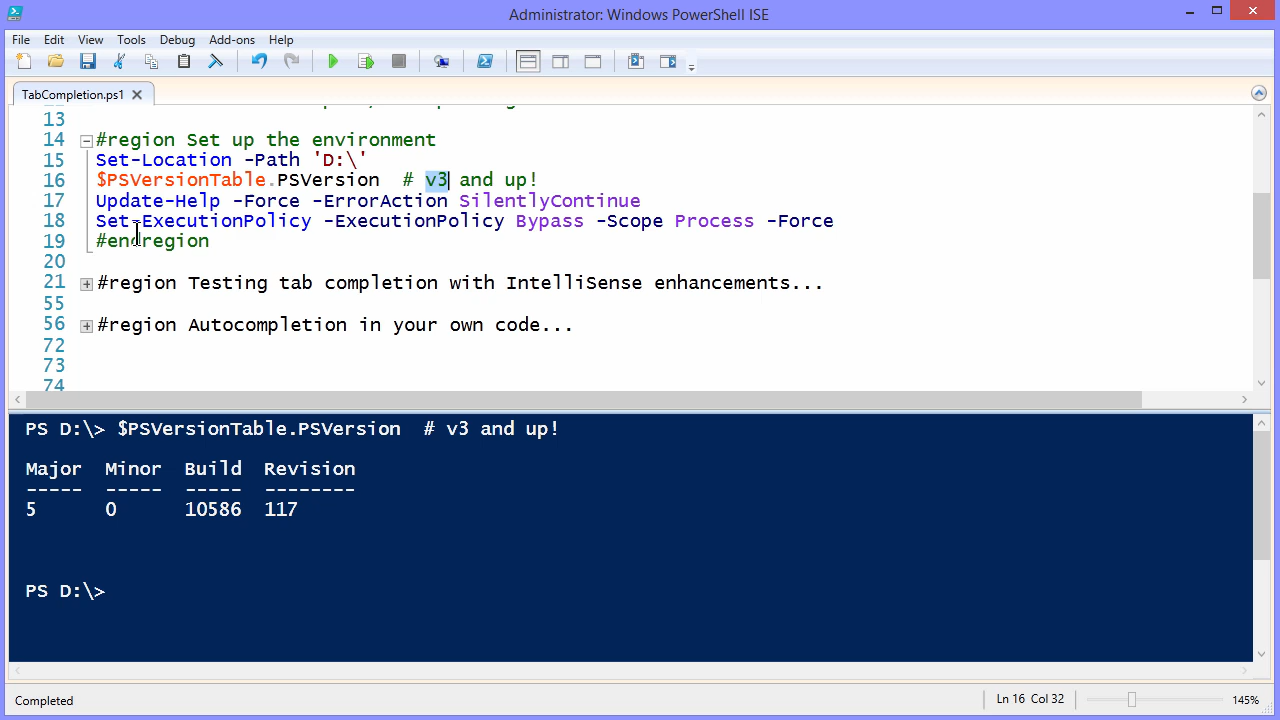 Administrator: Windows PowerShell ISE
File Edit View Tools Debug Add-ons Help
TabCompletion.ps1
13
14 #region Set up the environment
15 Set-Location -Path 'D:\'
16 $PSVersionTable.PSVersion  # v3 and up!
17 Update-Help -Force -ErrorAction SilentlyContinue
18 Set-ExecutionPolicy -ExecutionPolicy Bypass -Scope Process -Force
19 #endregion
20
21 #region Testing tab completion with IntelliSense enhancements...
55
56 #region Autocompletion in your own code...
72
73
74
PS D:\> $PSVersionTable.PSVersion  # v3 and up!
Major  Minor  Build  Revision
-----  -----  -----  --------
5      0      10586  117
PS D:\>
Completed Ln 16 Col 32 145%